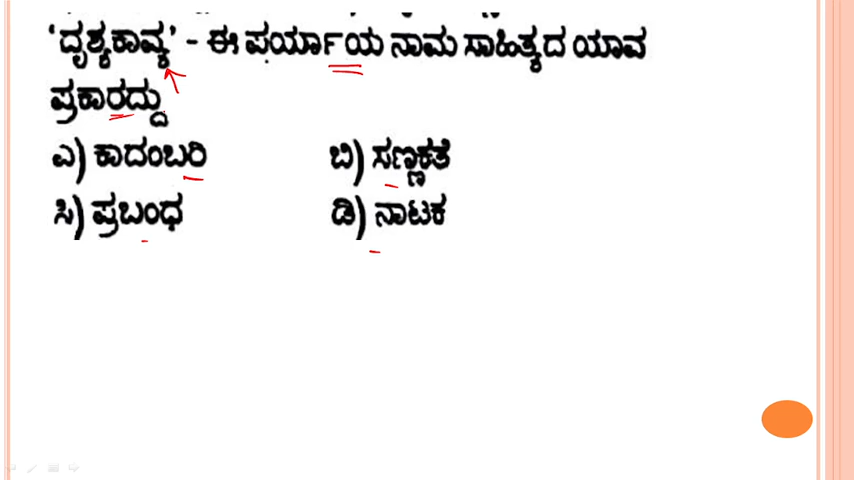 ‘ದೃಶ್ಯಕಾವ್ಯ’ - ಈ ಪರ್ಯಾಯ ನಾಮ ಸಾಹಿತ್ಯದ ಯಾವ
ಪ್ರಕಾರದ್ದು
ಎ) ಕಾದಂಬರಿ ಬಿ) ಸಣ್ಣಕತೆ
ಸಿ) ಪ್ರಬಂಧ ಡಿ) ನಾಟಕ